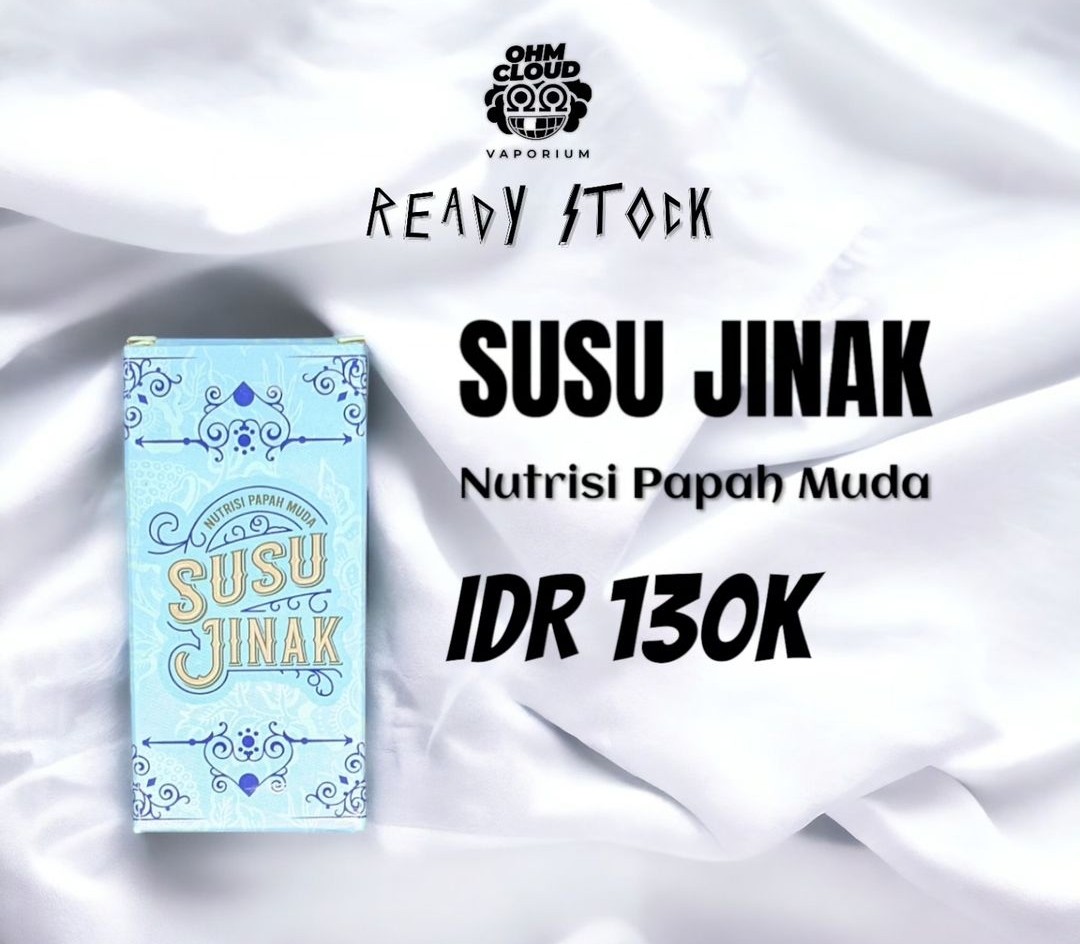 OHM
CLOUD
VAPORIUM
READY STOCK
SUSU JINAK
Nutrisi Papah Muda
IDR 130K
NUTRISI PAPAH MUDA
SUSU
JINAK